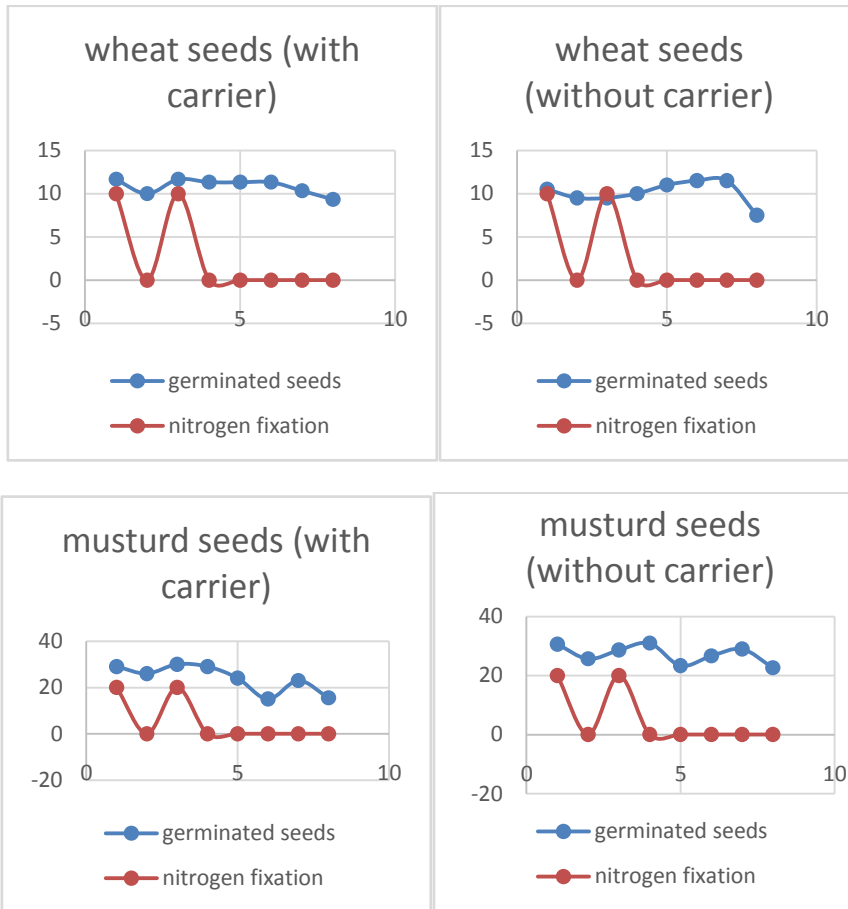 wheat seeds (with
carrier)
15
10
5
0
-5
0
5
10
germinated seeds
nitrogen fixation
wheat seeds
(without carrier)
15
10
5
0
-5
0
5
10
germinated seeds
nitrogen fixation
musturd seeds (with
carrier)
40
20
0
-20
0
5
10
germinated seeds
nitrogen fixation
musturd seeds
(without carrier)
40
20
0
-20
0
5
10
germinated seeds
nitrogen fixation